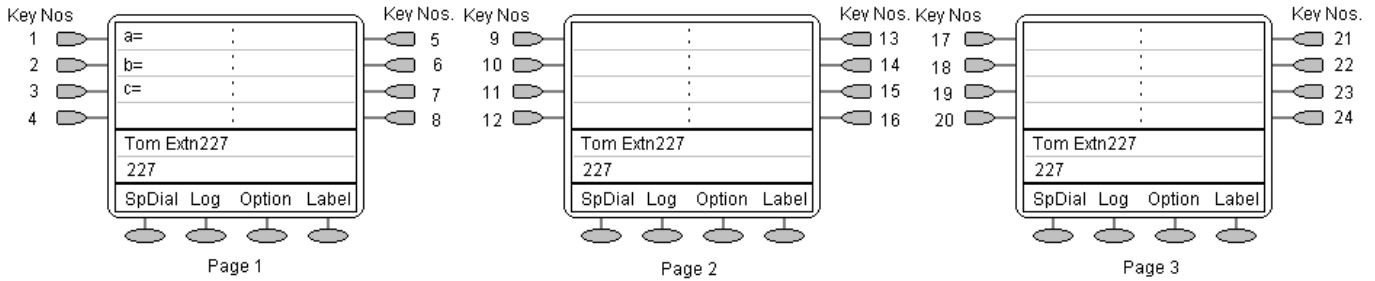 Key Nos Key Nos. Key Nos Key Nos. Key Nos Key Nos.
1 a= : 5 9 : 13 17 : 21
2 b= : 6 10 : 14 18 : 22
3 c= : 7 11 : 15 19 : 23
4 : 8 12 : 16 20 : 24
Tom Extn227 Tom Extn227 Tom Extn227
227 227 227
SpDial Log Option Label SpDial Log Option Label SpDial Log Option Label
Page 1 Page 2 Page 3